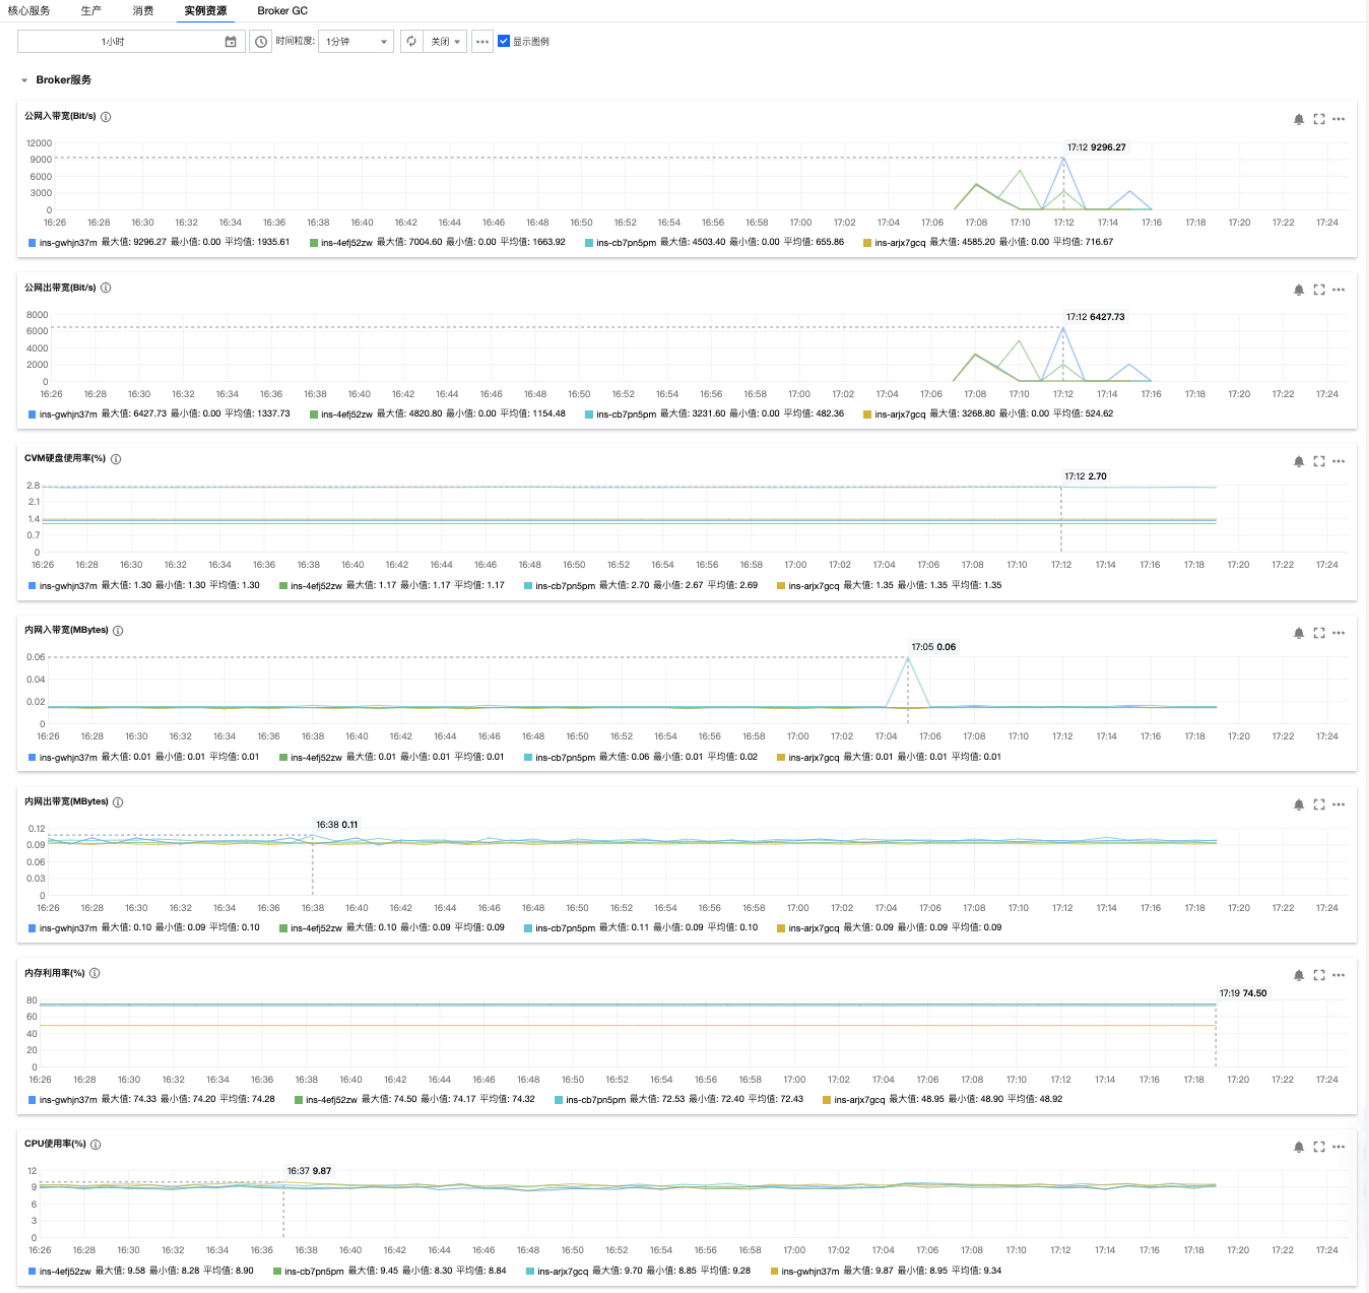 核心服务 生产 消费 实例资源 Broker GC
1小时 时间粒度: 1分钟 关闭 显示图例
Broker服务
公网入带宽(Bit/s)
17:12 9296.27
12000
9000
6000
3000
0
16:26 16:28 16:30 16:32 16:34 16:36 16:38 16:40 16:42 16:44 16:46 16:48 16:50 16:52 16:54 16:56 16:58 17:00 17:02 17:04 17:06 17:08 17:10 17:12 17:14 17:16 17:18 17:20 17:22 17:24
ins-gwhjn37m 最大值: 9296.27 最小值: 0.00 平均值: 1935.61 ins-4efj52zw 最大值: 7004.60 最小值: 0.00 平均值: 1663.92 ins-cb7pn5pm 最大值: 4503.40 最小值: 0.00 平均值: 655.86 ins-arjx7gcq 最大值: 4585.20 最小值: 0.00 平均值: 716.67
公网出带宽(Bit/s)
17:12 6427.73
8000
6000
4000
2000
0
16:26 16:28 16:30 16:32 16:34 16:36 16:38 16:40 16:42 16:44 16:46 16:48 16:50 16:52 16:54 16:56 16:58 17:00 17:02 17:04 17:06 17:08 17:10 17:12 17:14 17:16 17:18 17:20 17:22 17:24
ins-gwhjn37m 最大值: 6427.73 最小值: 0.00 平均值: 1337.73 ins-4efj52zw 最大值: 4820.80 最小值: 0.00 平均值: 1154.48 ins-cb7pn5pm 最大值: 3231.60 最小值: 0.00 平均值: 482.36 ins-arjx7gcq 最大值: 3268.80 最小值: 0.00 平均值: 524.62
CVM硬盘使用率(%)
17:12 2.70
2.8
2.1
1.4
0.7
0
16:26 16:28 16:30 16:32 16:34 16:36 16:38 16:40 16:42 16:44 16:46 16:48 16:50 16:52 16:54 16:56 16:58 17:00 17:02 17:04 17:06 17:08 17:10 17:12 17:14 17:16 17:18 17:20 17:22 17:24
ins-gwhjn37m 最大值: 1.30 最小值: 1.30 平均值: 1.30 ins-4efj52zw 最大值: 1.17 最小值: 1.17 平均值: 1.17 ins-cb7pn5pm 最大值: 2.70 最小值: 2.67 平均值: 2.69 ins-arjx7gcq 最大值: 1.35 最小值: 1.35 平均值: 1.35
内网入带宽(MBytes)
17:05 0.06
0.06
0.04
0.02
0
16:26 16:28 16:30 16:32 16:34 16:36 16:38 16:40 16:42 16:44 16:46 16:48 16:50 16:52 16:54 16:56 16:58 17:00 17:02 17:04 17:06 17:08 17:10 17:12 17:14 17:16 17:18 17:20 17:22 17:24
ins-gwhjn37m 最大值: 0.01 最小值: 0.01 平均值: 0.01 ins-4efj52zw 最大值: 0.01 最小值: 0.01 平均值: 0.01 ins-cb7pn5pm 最大值: 0.06 最小值: 0.01 平均值: 0.02 ins-arjx7gcq 最大值: 0.01 最小值: 0.01 平均值: 0.01
内网出带宽(MBytes)
16:38 0.11
0.12
0.09
0.06
0.03
0
16:26 16:28 16:30 16:32 16:34 16:36 16:38 16:40 16:42 16:44 16:46 16:48 16:50 16:52 16:54 16:56 16:58 17:00 17:02 17:04 17:06 17:08 17:10 17:12 17:14 17:16 17:18 17:20 17:22 17:24
ins-gwhjn37m 最大值: 0.10 最小值: 0.09 平均值: 0.10 ins-4efj52zw 最大值: 0.10 最小值: 0.09 平均值: 0.09 ins-cb7pn5pm 最大值: 0.11 最小值: 0.09 平均值: 0.10 ins-arjx7gcq 最大值: 0.09 最小值: 0.09 平均值: 0.09
内存利用率(%)
17:19 74.50
80
60
40
20
0
16:26 16:28 16:30 16:32 16:34 16:36 16:38 16:40 16:42 16:44 16:46 16:48 16:50 16:52 16:54 16:56 16:58 17:00 17:02 17:04 17:06 17:08 17:10 17:12 17:14 17:16 17:18 17:20 17:22 17:24
ins-gwhjn37m 最大值: 74.33 最小值: 74.20 平均值: 74.28 ins-4efj52zw 最大值: 74.50 最小值: 74.17 平均值: 74.32 ins-cb7pn5pm 最大值: 72.53 最小值: 72.40 平均值: 72.43 ins-arjx7gcq 最大值: 48.95 最小值: 48.90 平均值: 48.92
CPU使用率(%)
16:37 9.87
12
9
6
3
0
16:26 16:28 16:30 16:32 16:34 16:36 16:38 16:40 16:42 16:44 16:46 16:48 16:50 16:52 16:54 16:56 16:58 17:00 17:02 17:04 17:06 17:08 17:10 17:12 17:14 17:16 17:18 17:20 17:22 17:24
ins-4efj52zw 最大值: 9.58 最小值: 8.28 平均值: 8.90 ins-cb7pn5pm 最大值: 9.45 最小值: 8.30 平均值: 8.84 ins-arjx7gcq 最大值: 9.70 最小值: 8.85 平均值: 9.28 ins-gwhjn37m 最大值: 9.87 最小值: 8.95 平均值: 9.34